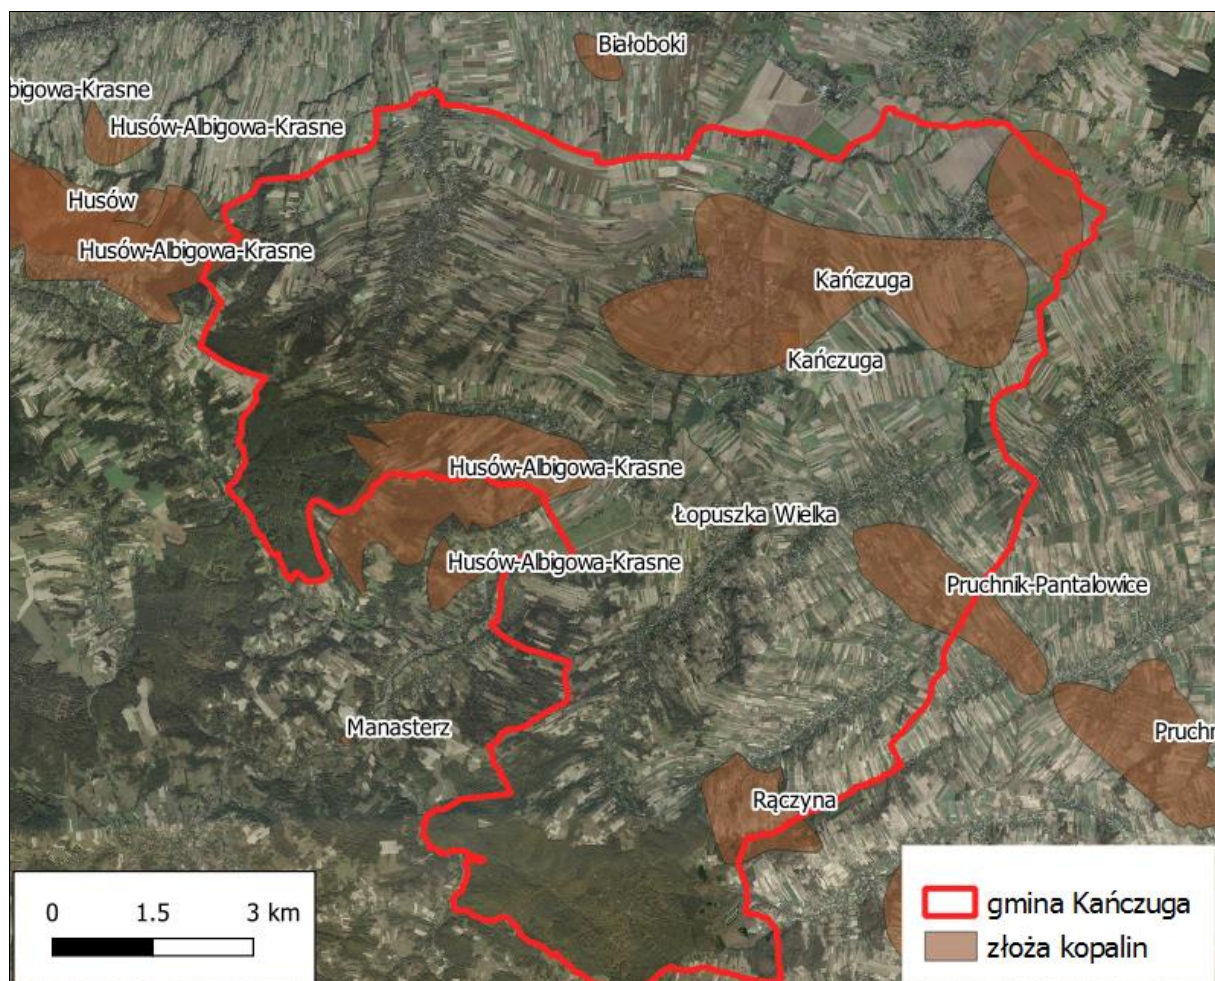 Białoboki
bigowa-Krasne
Husów-Albigowa-Krasne
Husów
Husów-Albigowa-Krasne
Kańczuga
Kańczuga
Husów-Albigowa-Krasne
Łopuszka Wielka
Husów-Albigowa-Krasne
Pruchnik-Pantalowice
Manasterz
Pruchn
Rączyna
0 1.5 3 km
gmina Kańczuga
złoża kopalin